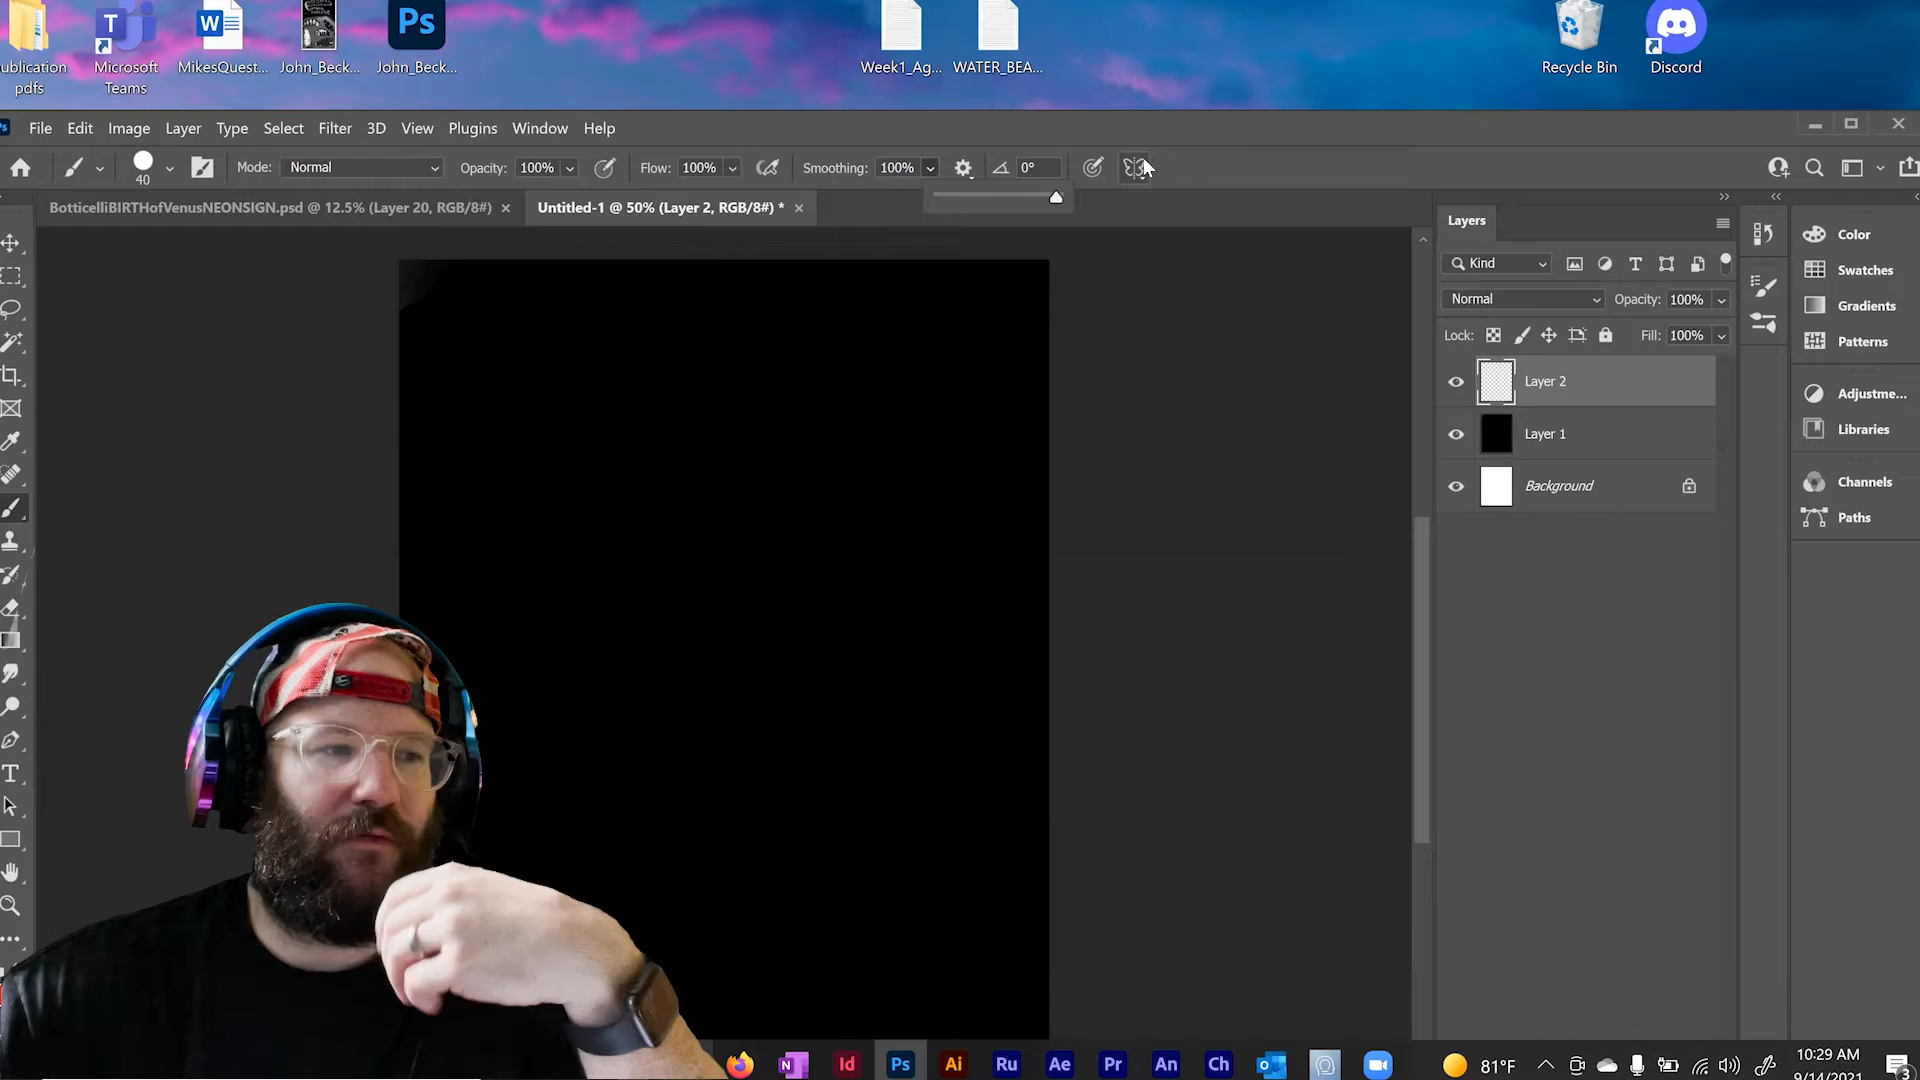 ublication
pdfs
Microsoft
Teams
MikesQuest...
John_Beck...
Ps
John_Beck...
Week1_Ag...
WATER_BEA...
Recycle Bin
Discord
File Edit Image Layer Type Select Filter 3D View Plugins Window Help
40
Mode: Normal
Opacity: 100%
Flow: 100%
Smoothing: 100%
0°
BotticelliBIRTHofVenusNEONSIGN.psd @ 12.5% (Layer 20, RGB/8#) ×
Untitled-1 @ 50% (Layer 2, RGB/8#) * ×
Layers
Kind
Normal Opacity: 100%
Lock: Fill: 100%
Layer 2
Layer 1
Background
Color
Swatches
Gradients
Patterns
Adjustme...
Libraries
Channels
Paths
Id Ps Ai Ru Ae Pr An Ch
81°F
10:29 AM
9/14/2021
3